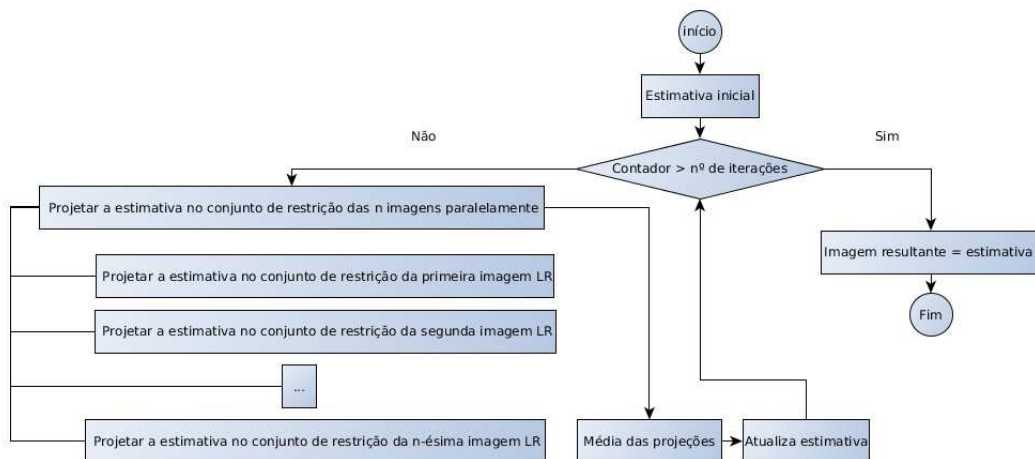 início
Estimativa inicial
Não
Sim
Contador > nº de iterações
Projetar a estimativa no conjunto de restrição das n imagens paralelamente
Imagem resultante = estimativa
Projetar a estimativa no conjunto de restrição da primeira imagem LR
Fim
Projetar a estimativa no conjunto de restrição da segunda imagem LR
...
Projetar a estimativa no conjunto de restrição da n-ésima imagem LR
Média das projeções
Atualiza estimativa